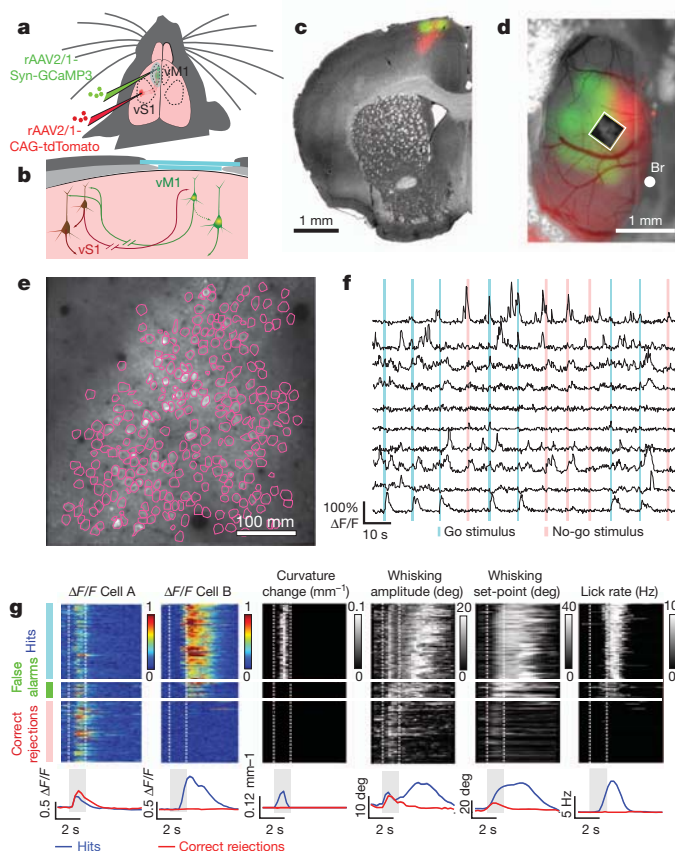 a
rAAV2/1-
Syn-GCaMP3
vM1
vS1
rAAV2/1-
CAG-tdTomato
b
vM1
vS1
c
1 mm
d
Br
1 mm
e
100 mm
f
100%
ΔF/F
10 s
Go stimulus
No-go stimulus
g
ΔF/F Cell A
ΔF/F Cell B
Curvature
change (mm–1)
Whisking
amplitude (deg)
Whisking
set-point (deg)
Lick rate (Hz)
1
0
1
0
0.1
0
20
0
40
0
10
0
Hits
False
alarms
Correct
rejections
0.5 ΔF/F
2 s
0.5 ΔF/F
2 s
0.12 mm–1
2 s
10 deg
2 s
20 deg
2 s
5 Hz
2 s
Hits
Correct rejections